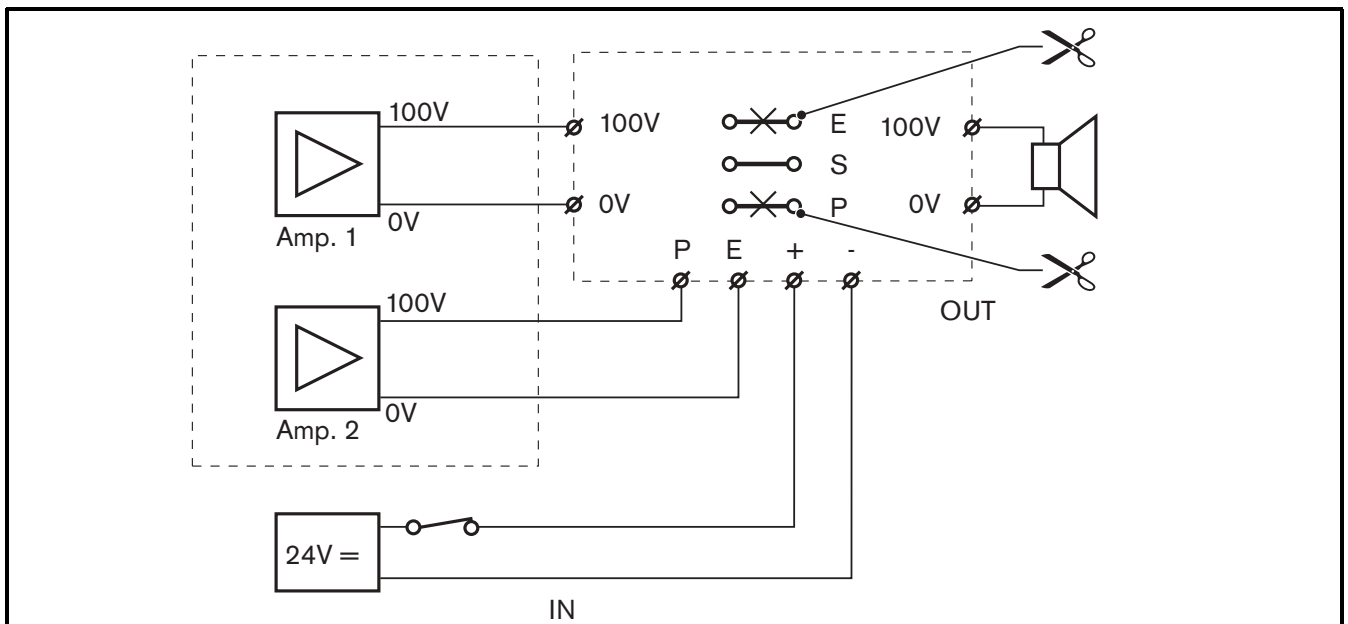 100V
0V
Amp. 1
100V
0V
Amp. 2
100V
0V
E
S
P
100V
0V
P E + -
OUT
24V =
IN